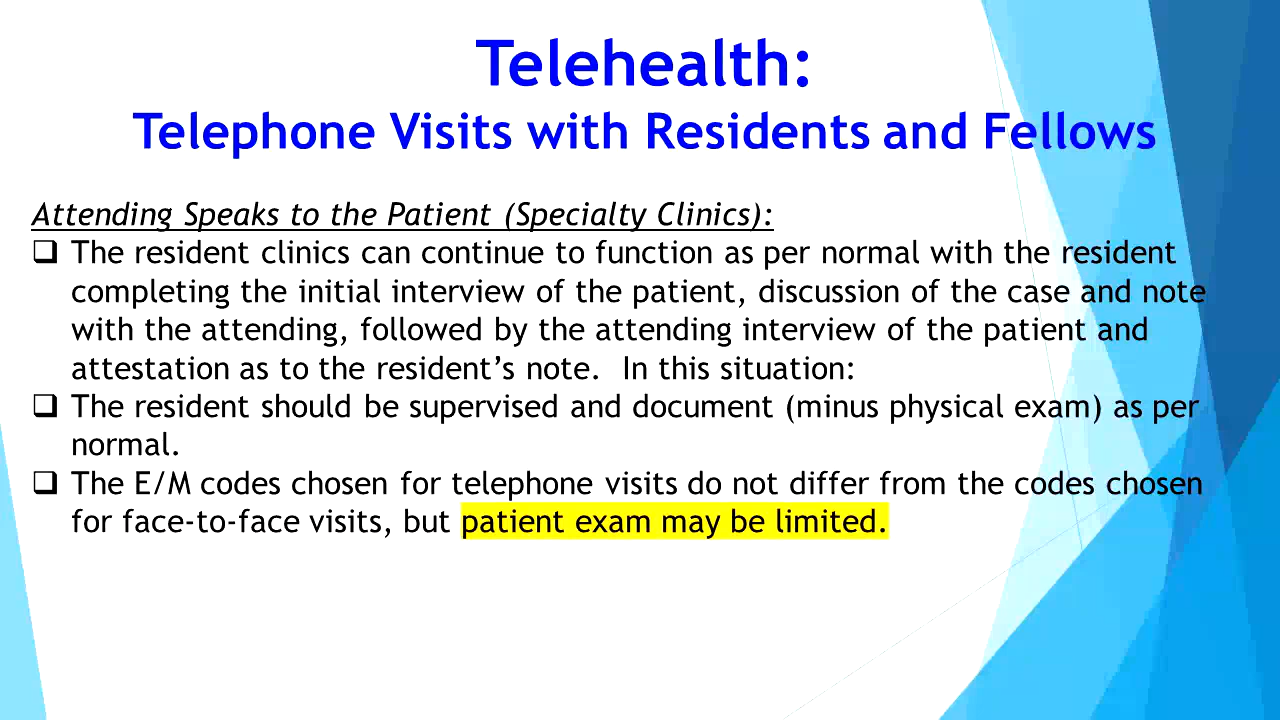 Telehealth:
Telephone Visits with Residents and Fellows
Attending Speaks to the Patient (Specialty Clinics):
❑ The resident clinics can continue to function as per normal with the resident
completing the initial interview of the patient, discussion of the case and note
with the attending, followed by the attending interview of the patient and
attestation as to the resident’s note.  In this situation:
❑ The resident should be supervised and document (minus physical exam) as per
normal.
❑ The E/M codes chosen for telephone visits do not differ from the codes chosen
for face-to-face visits, but patient exam may be limited.